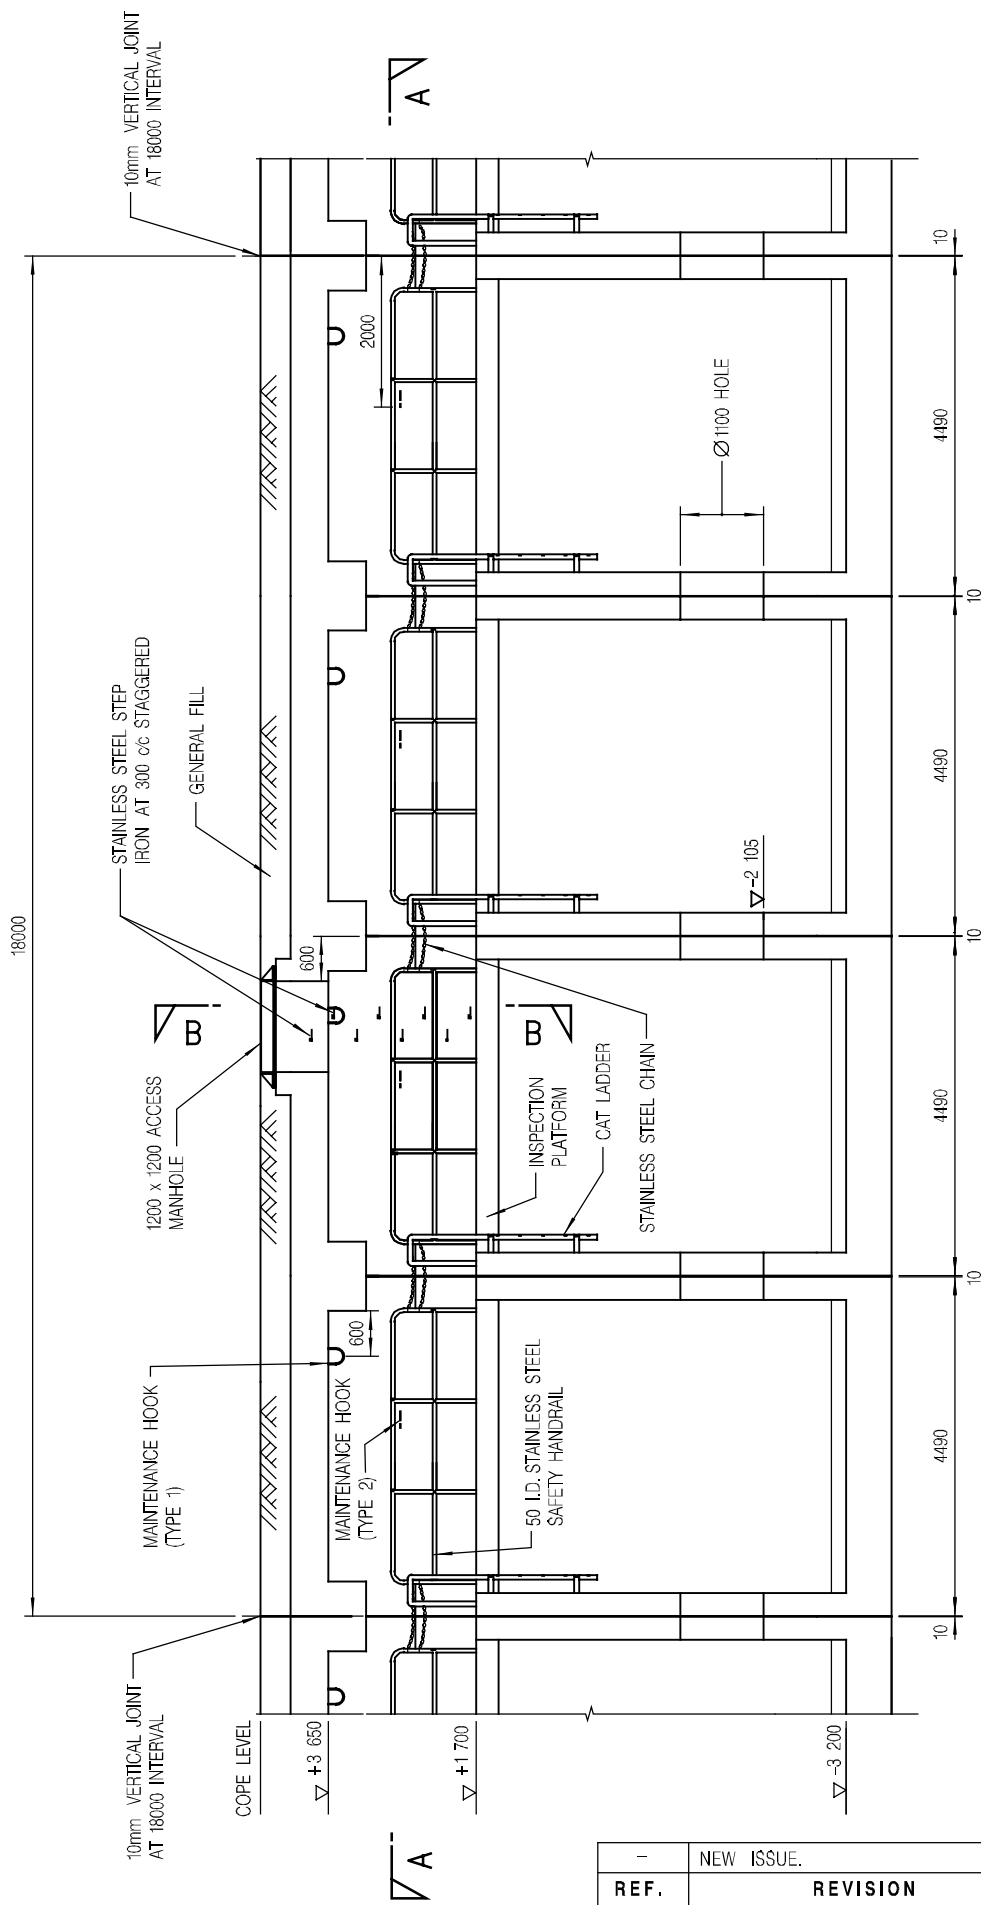 18000
10mm VERTICAL JOINT
AT 18000 INTERVAL
STAINLESS STEEL STEP
IRON AT 300 c/c STAGGERED
GENERAL FILL
1200 x 1200 ACCESS
MANHOLE
MAINTENANCE HOOK
(TYPE 1)
10mm VERTICAL JOINT
AT 18000 INTERVAL
COPE LEVEL
+3 650
+1 700
-3 200
A
A
B
B
600
600
2000
MAINTENANCE HOOK
(TYPE 2)
50 I.D. STAINLESS STEEL
SAFETY HANDRAIL
INSPECTION
PLATFORM
CAT LADDER
STAINLESS STEEL CHAIN
-2 105
Ø 1100 HOLE
10
4490
10
4490
10
4490
10
4490
10
- NEW ISSUE.
REF. REVISION